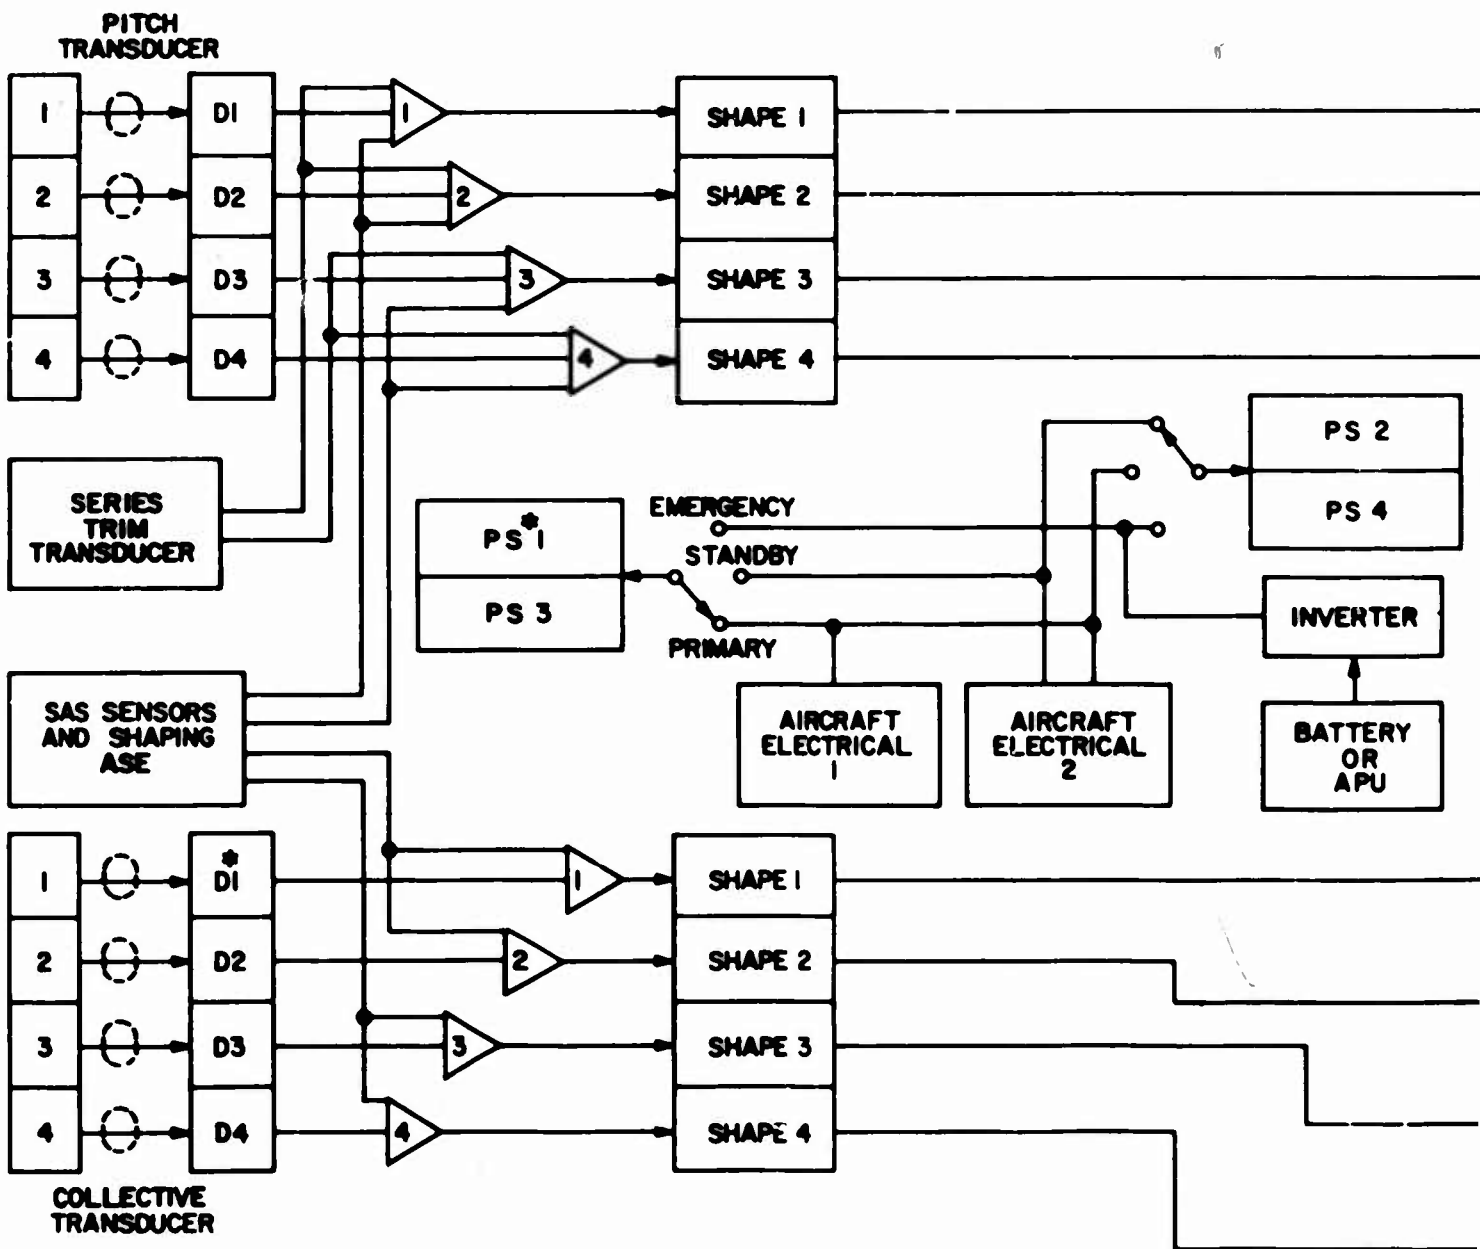 PITCH
TRANSDUCER
1 D1 1 SHAPE 1
2 D2 2 SHAPE 2
3 D3 3 SHAPE 3
4 D4 4 SHAPE 4
PS 2
PS 4
SERIES
TRIM
TRANSDUCER
PS*1
PS 3
EMERGENCY
STANDBY
PRIMARY
INVERTER
SAS SENSORS
AND SHAPING
ASE
AIRCRAFT
ELECTRICAL
1
AIRCRAFT
ELECTRICAL
2
BATTERY
OR
APU
1 D1* 1 SHAPE 1
2 D2 2 SHAPE 2
3 D3 3 SHAPE 3
4 D4 4 SHAPE 4
COLLECTIVE
TRANSDUCER